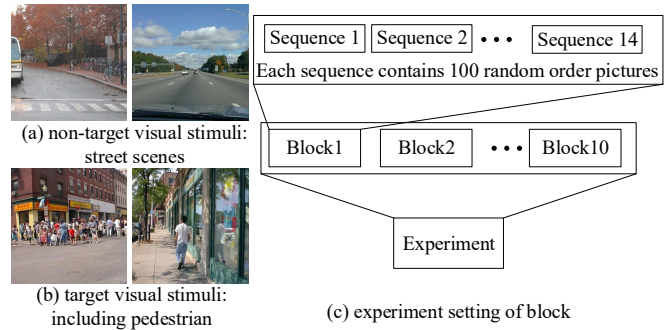 (a) non-target visual stimuli:
street scenes
(b) target visual stimuli:
including pedestrian
Sequence 1 Sequence 2 ••• Sequence 14
Each sequence contains 100 random order pictures
Block1 Block2 ••• Block10
Experiment
(c) experiment setting of block